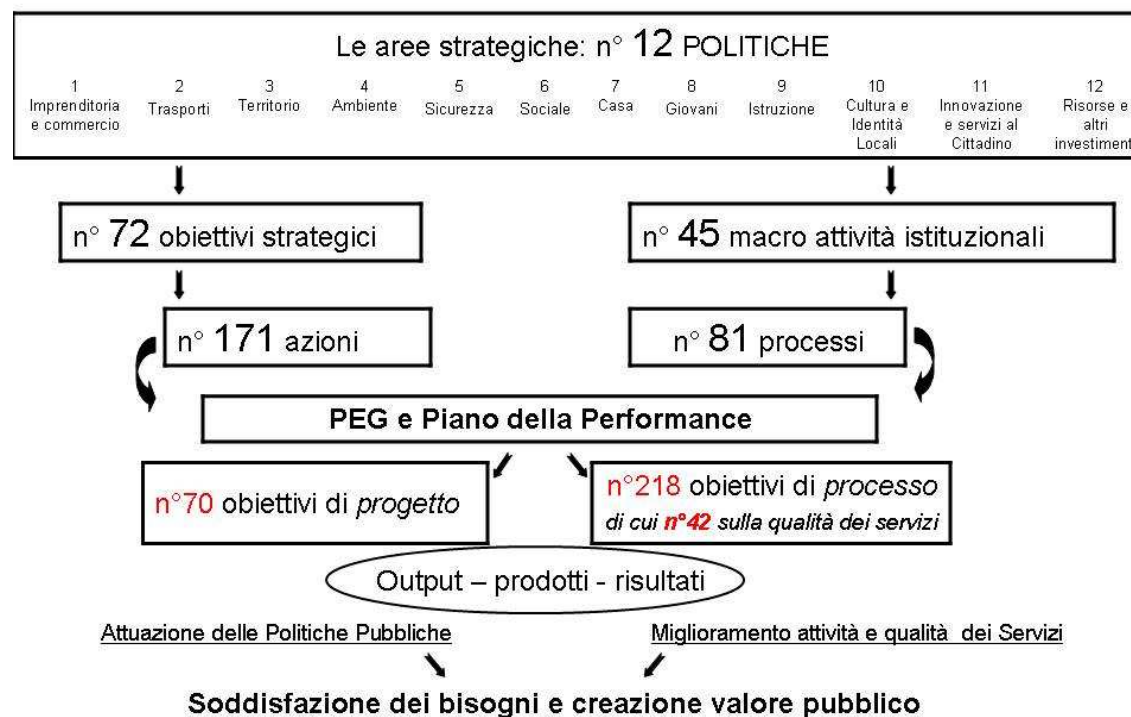 Le aree strategiche: n° 12 POLITICHE
1 2 3 4 5 6 7 8 9 10 11 12
Imprenditoria Trasporti Territorio Ambiente Sicurezza Sociale Casa Giovani Istruzione Cultura e Innovazione Risorse e
e commercio Identità e servizi al altri
Locali Cittadino investiment
n° 72 obiettivi strategici
n° 45 macro attività istituzionali
n° 171 azioni
n° 81 processi
PEG e Piano della Performance
n°70 obiettivi di progetto
n°218 obiettivi di processo
di cui n°42 sulla qualità dei servizi
Output – prodotti - risultati
Attuazione delle Politiche Pubbliche
Miglioramento attività e qualità dei Servizi
Soddisfazione dei bisogni e creazione valore pubblico